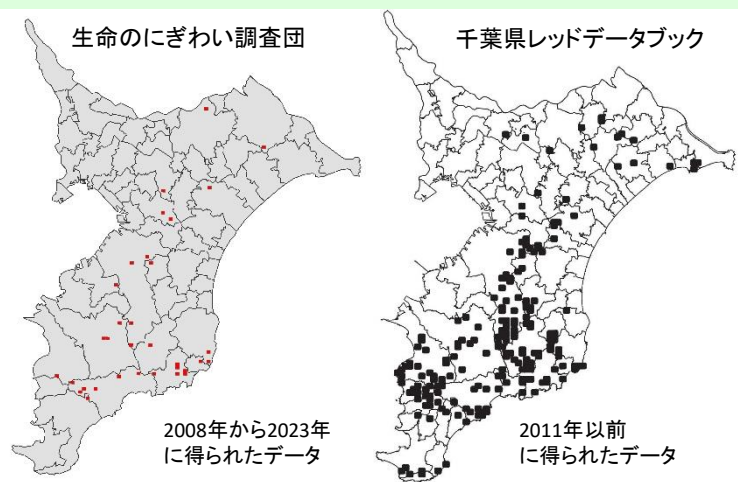 生命のにぎわい調査団
千葉県レッドデータブック
2008年から2023年
に得られたデータ
2011年以前
に得られたデータ